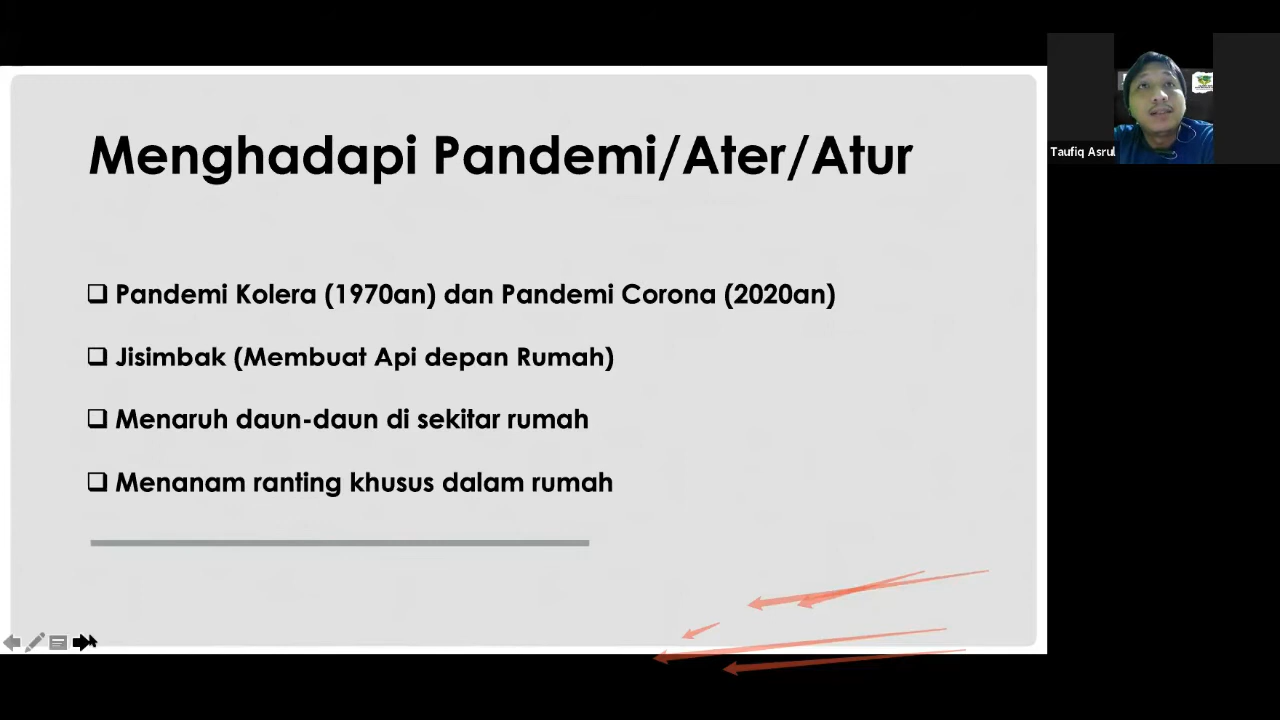 Menghadapi Pandemi/Ater/Atur
Pandemi Kolera (1970an) dan Pandemi Corona (2020an)
Jisimbak (Membuat Api depan Rumah)
Menaruh daun-daun di sekitar rumah
Menanam ranting khusus dalam rumah
Taufiq Asrul